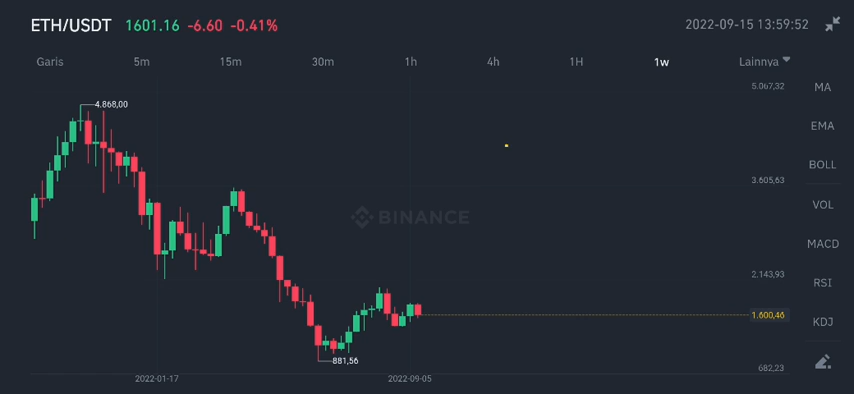 ETH/USDT 1601.16 -6.60 -0.41% 2022-09-15 13:59:52
Garis 5m 15m 30m 1h 4h 1H 1w Lainnya
5.067,32
MA
4.868,00
EMA
BOLL
3.605,63
VOL
BINANCE
MACD
2.143,93
RSI
1.600,46
KDJ
881,56
682,23
2022-01-17 2022-09-05